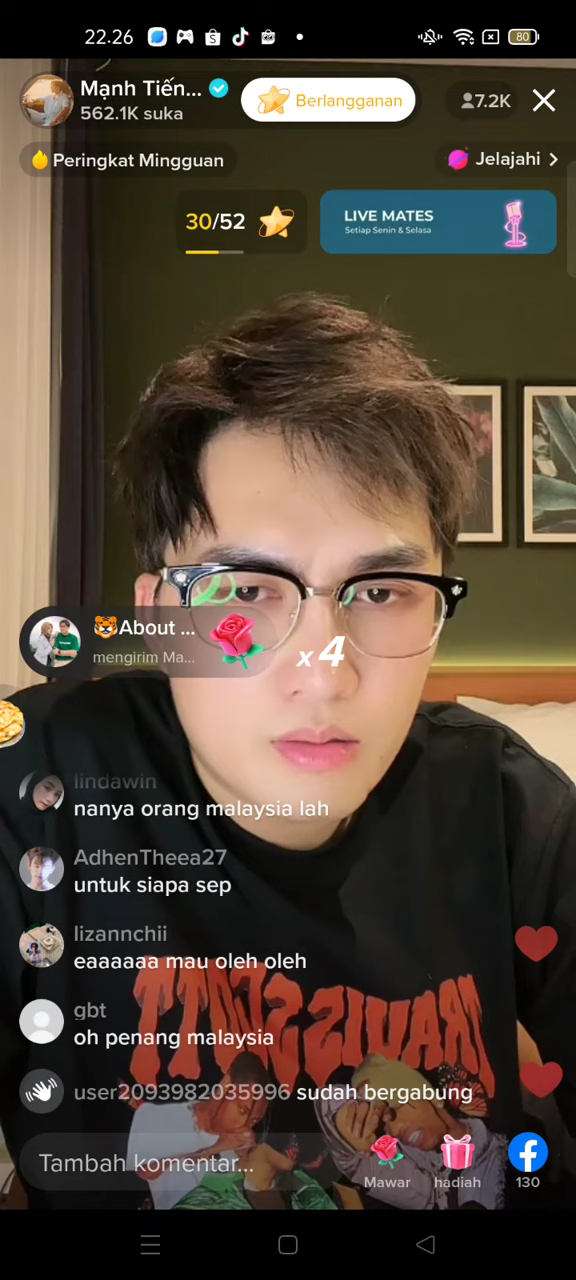 22.26
80
Mạnh Tiến...
562.1K suka
Berlangganan
7.2K
Peringkat Mingguan
Jelajahi >
30/52
LIVE MATES
Setiap Senin & Selasa
🐯About ...
mengirim Ma...
x4
lindawin
nanya orang malaysia lah
AdhenTheea27
untuk siapa sep
lizannchii
eaaaaaa mau oleh oleh
gbt
oh penang malaysia
user2093982035996 sudah bergabung
TRAVISSCOTT
Tambah komentar...
Mawar
hadiah
130